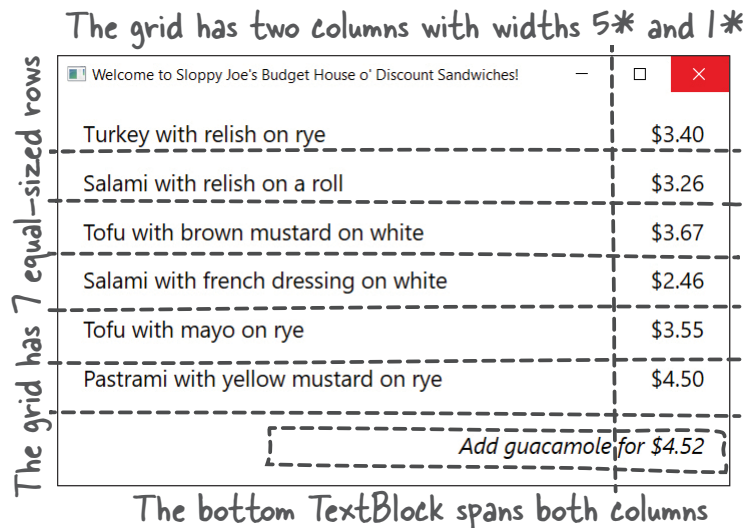 The grid has two columns with widths 5* and 1*
The grid has 7 equal-sized rows
Welcome to Sloppy Joe's Budget House o' Discount Sandwiches!
Turkey with relish on rye $3.40
Salami with relish on a roll $3.26
Tofu with brown mustard on white $3.67
Salami with french dressing on white $2.46
Tofu with mayo on rye $3.55
Pastrami with yellow mustard on rye $4.50
Add guacamole for $4.52
The bottom TextBlock spans both columns